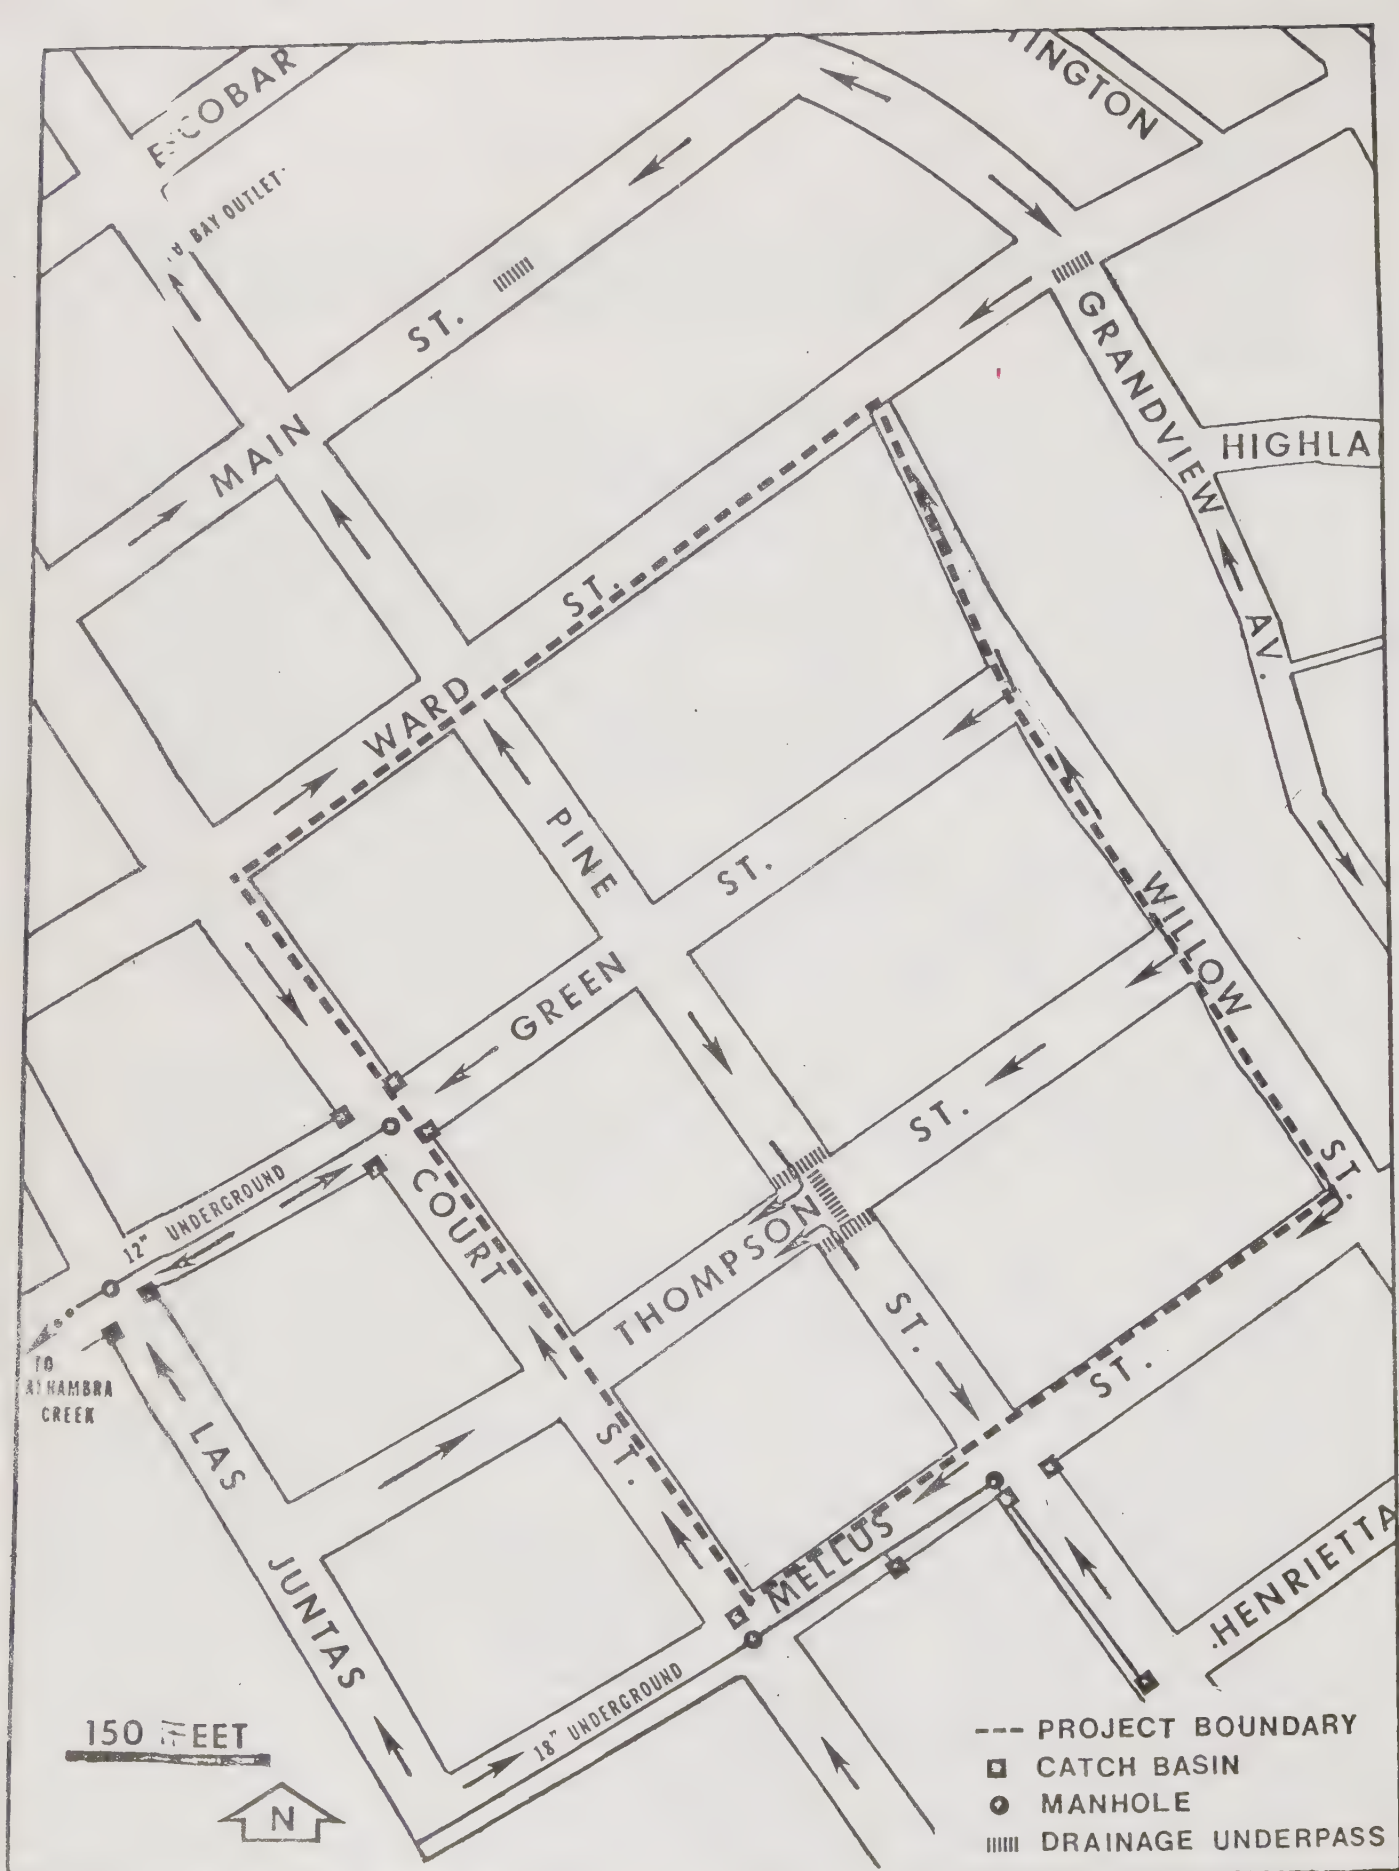 ESCOBAR
BAY OUTLET
TINGTON
MAIN ST.
GRANDVIEW AV.
HIGHLA
WARD ST.
PINE ST.
GREEN ST.
WILLOW ST.
THOMPSON ST.
COURT ST.
12" UNDERGROUND
TO
ALHAMBRA
CREEK
LAS JUNTAS
MELLUS ST.
HENRIETTA
18" UNDERGROUND
150 FEET
N
PROJECT BOUNDARY
CATCH BASIN
MANHOLE
DRAINAGE UNDERPASS